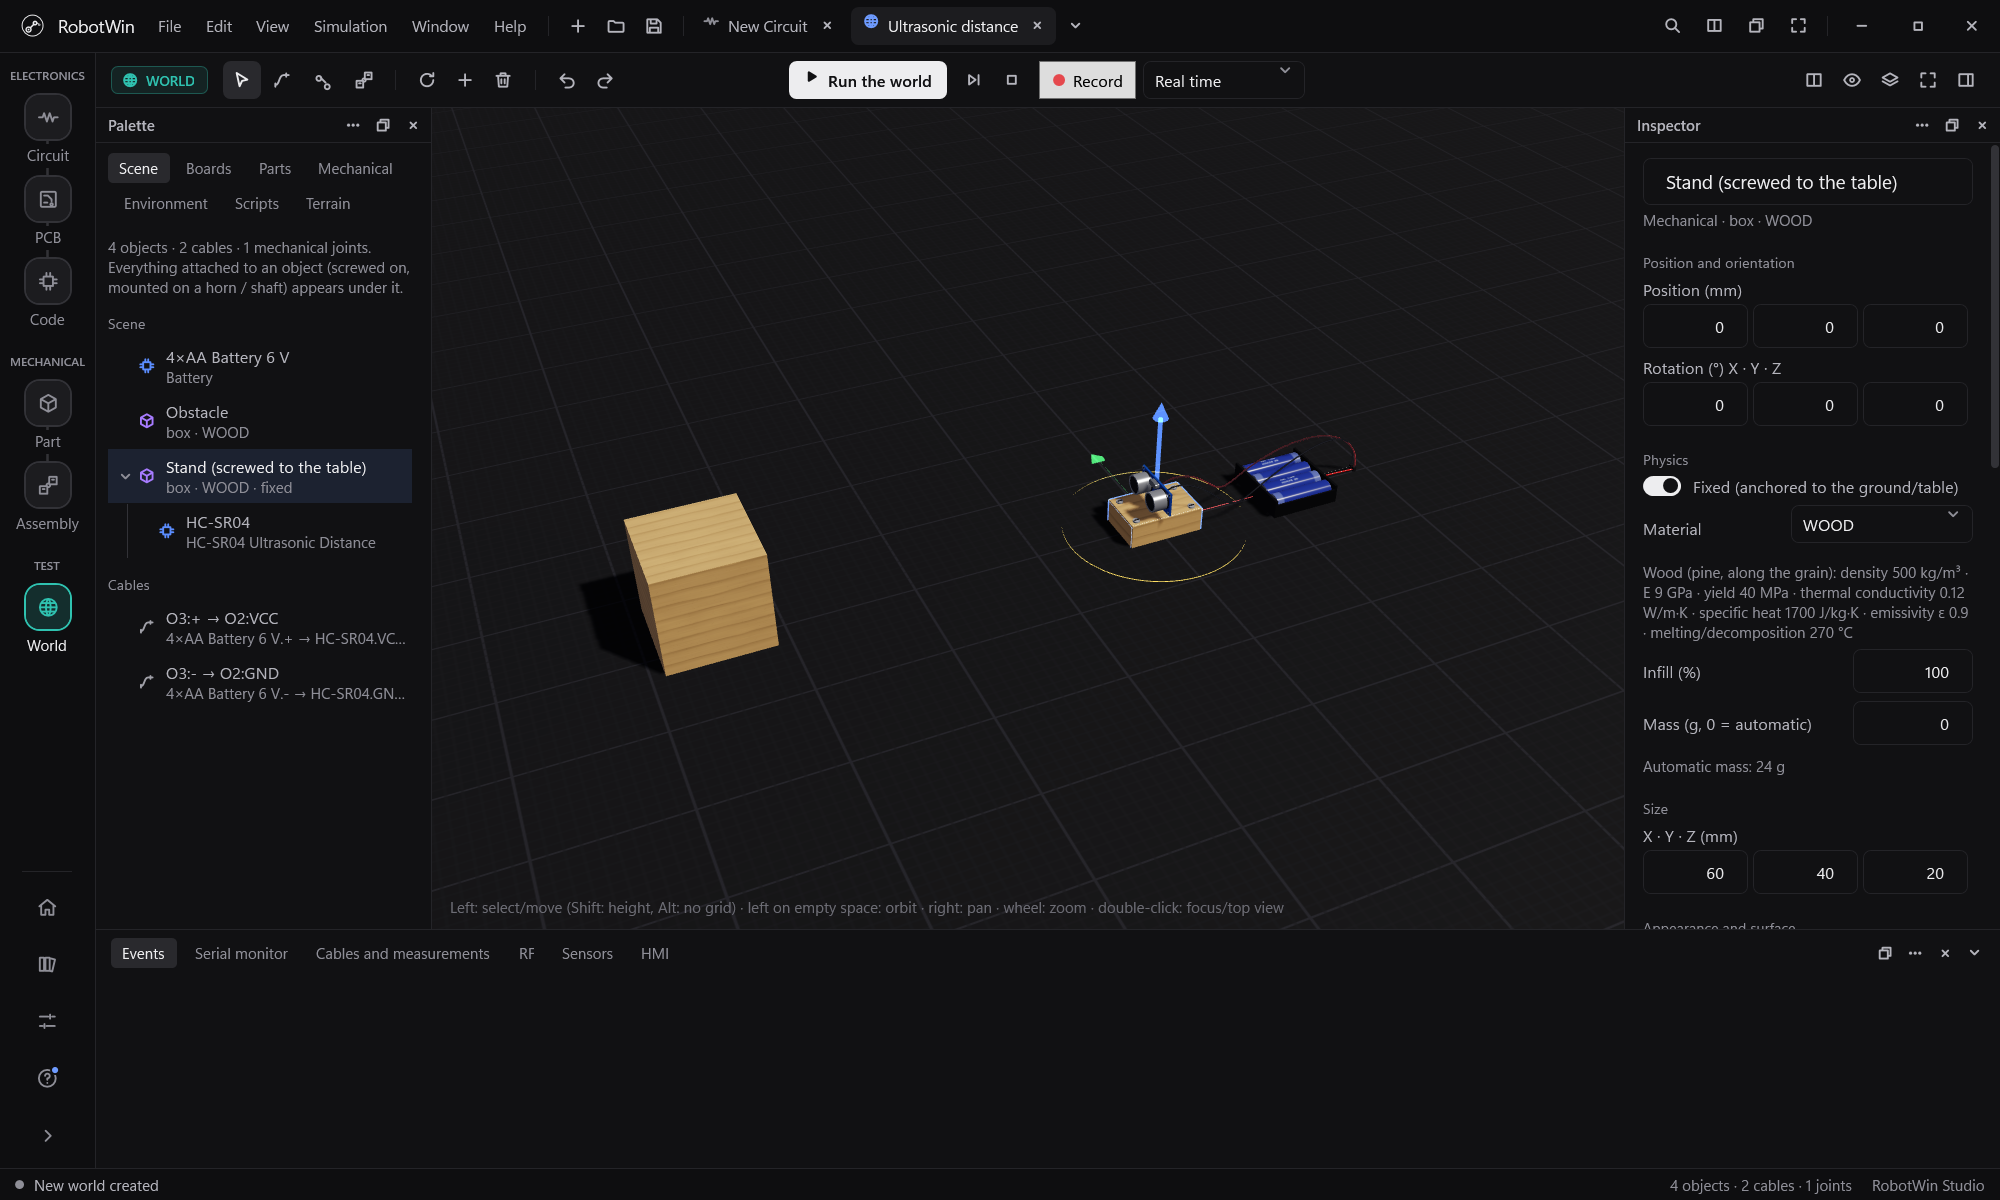 RobotWin File Edit View Simulation Window Help New Circuit Ultrasonic distance
ELECTRONICS
Circuit
PCB
Code
MECHANICAL
Part
Assembly
TEST
World
WORLD Run the world Record Real time
Palette
Scene Boards Parts Mechanical
Environment Scripts Terrain
4 objects · 2 cables · 1 mechanical joints.
Everything attached to an object (screwed on,
mounted on a horn / shaft) appears under it.
Scene
4×AA Battery 6 V
Battery
Obstacle
box · WOOD
Stand (screwed to the table)
box · WOOD · fixed
HC-SR04
HC-SR04 Ultrasonic Distance
Cables
O3:+ → O2:VCC
4×AA Battery 6 V.+ → HC-SR04.VC...
O3:- → O2:GND
4×AA Battery 6 V.- → HC-SR04.GN...
Left: select/move (Shift: height, Alt: no grid) · left on empty space: orbit · right: pan · wheel: zoom · double-click: focus/top view
Inspector
Stand (screwed to the table)
Mechanical · box · WOOD
Position and orientation
Position (mm)
0 0 0
Rotation (°) X · Y · Z
0 0 0
Physics
Fixed (anchored to the ground/table)
Material WOOD
Wood (pine, along the grain): density 500 kg/m³ ·
E 9 GPa · yield 40 MPa · thermal conductivity 0.12
W/m·K · specific heat 1700 J/kg·K · emissivity ε 0.9
· melting/decomposition 270 °C
Infill (%) 100
Mass (g, 0 = automatic) 0
Automatic mass: 24 g
Size
X · Y · Z (mm)
60 40 20
Appearance and surface
Events Serial monitor Cables and measurements RF Sensors HMI
New world created
4 objects · 2 cables · 1 joints RobotWin Studio